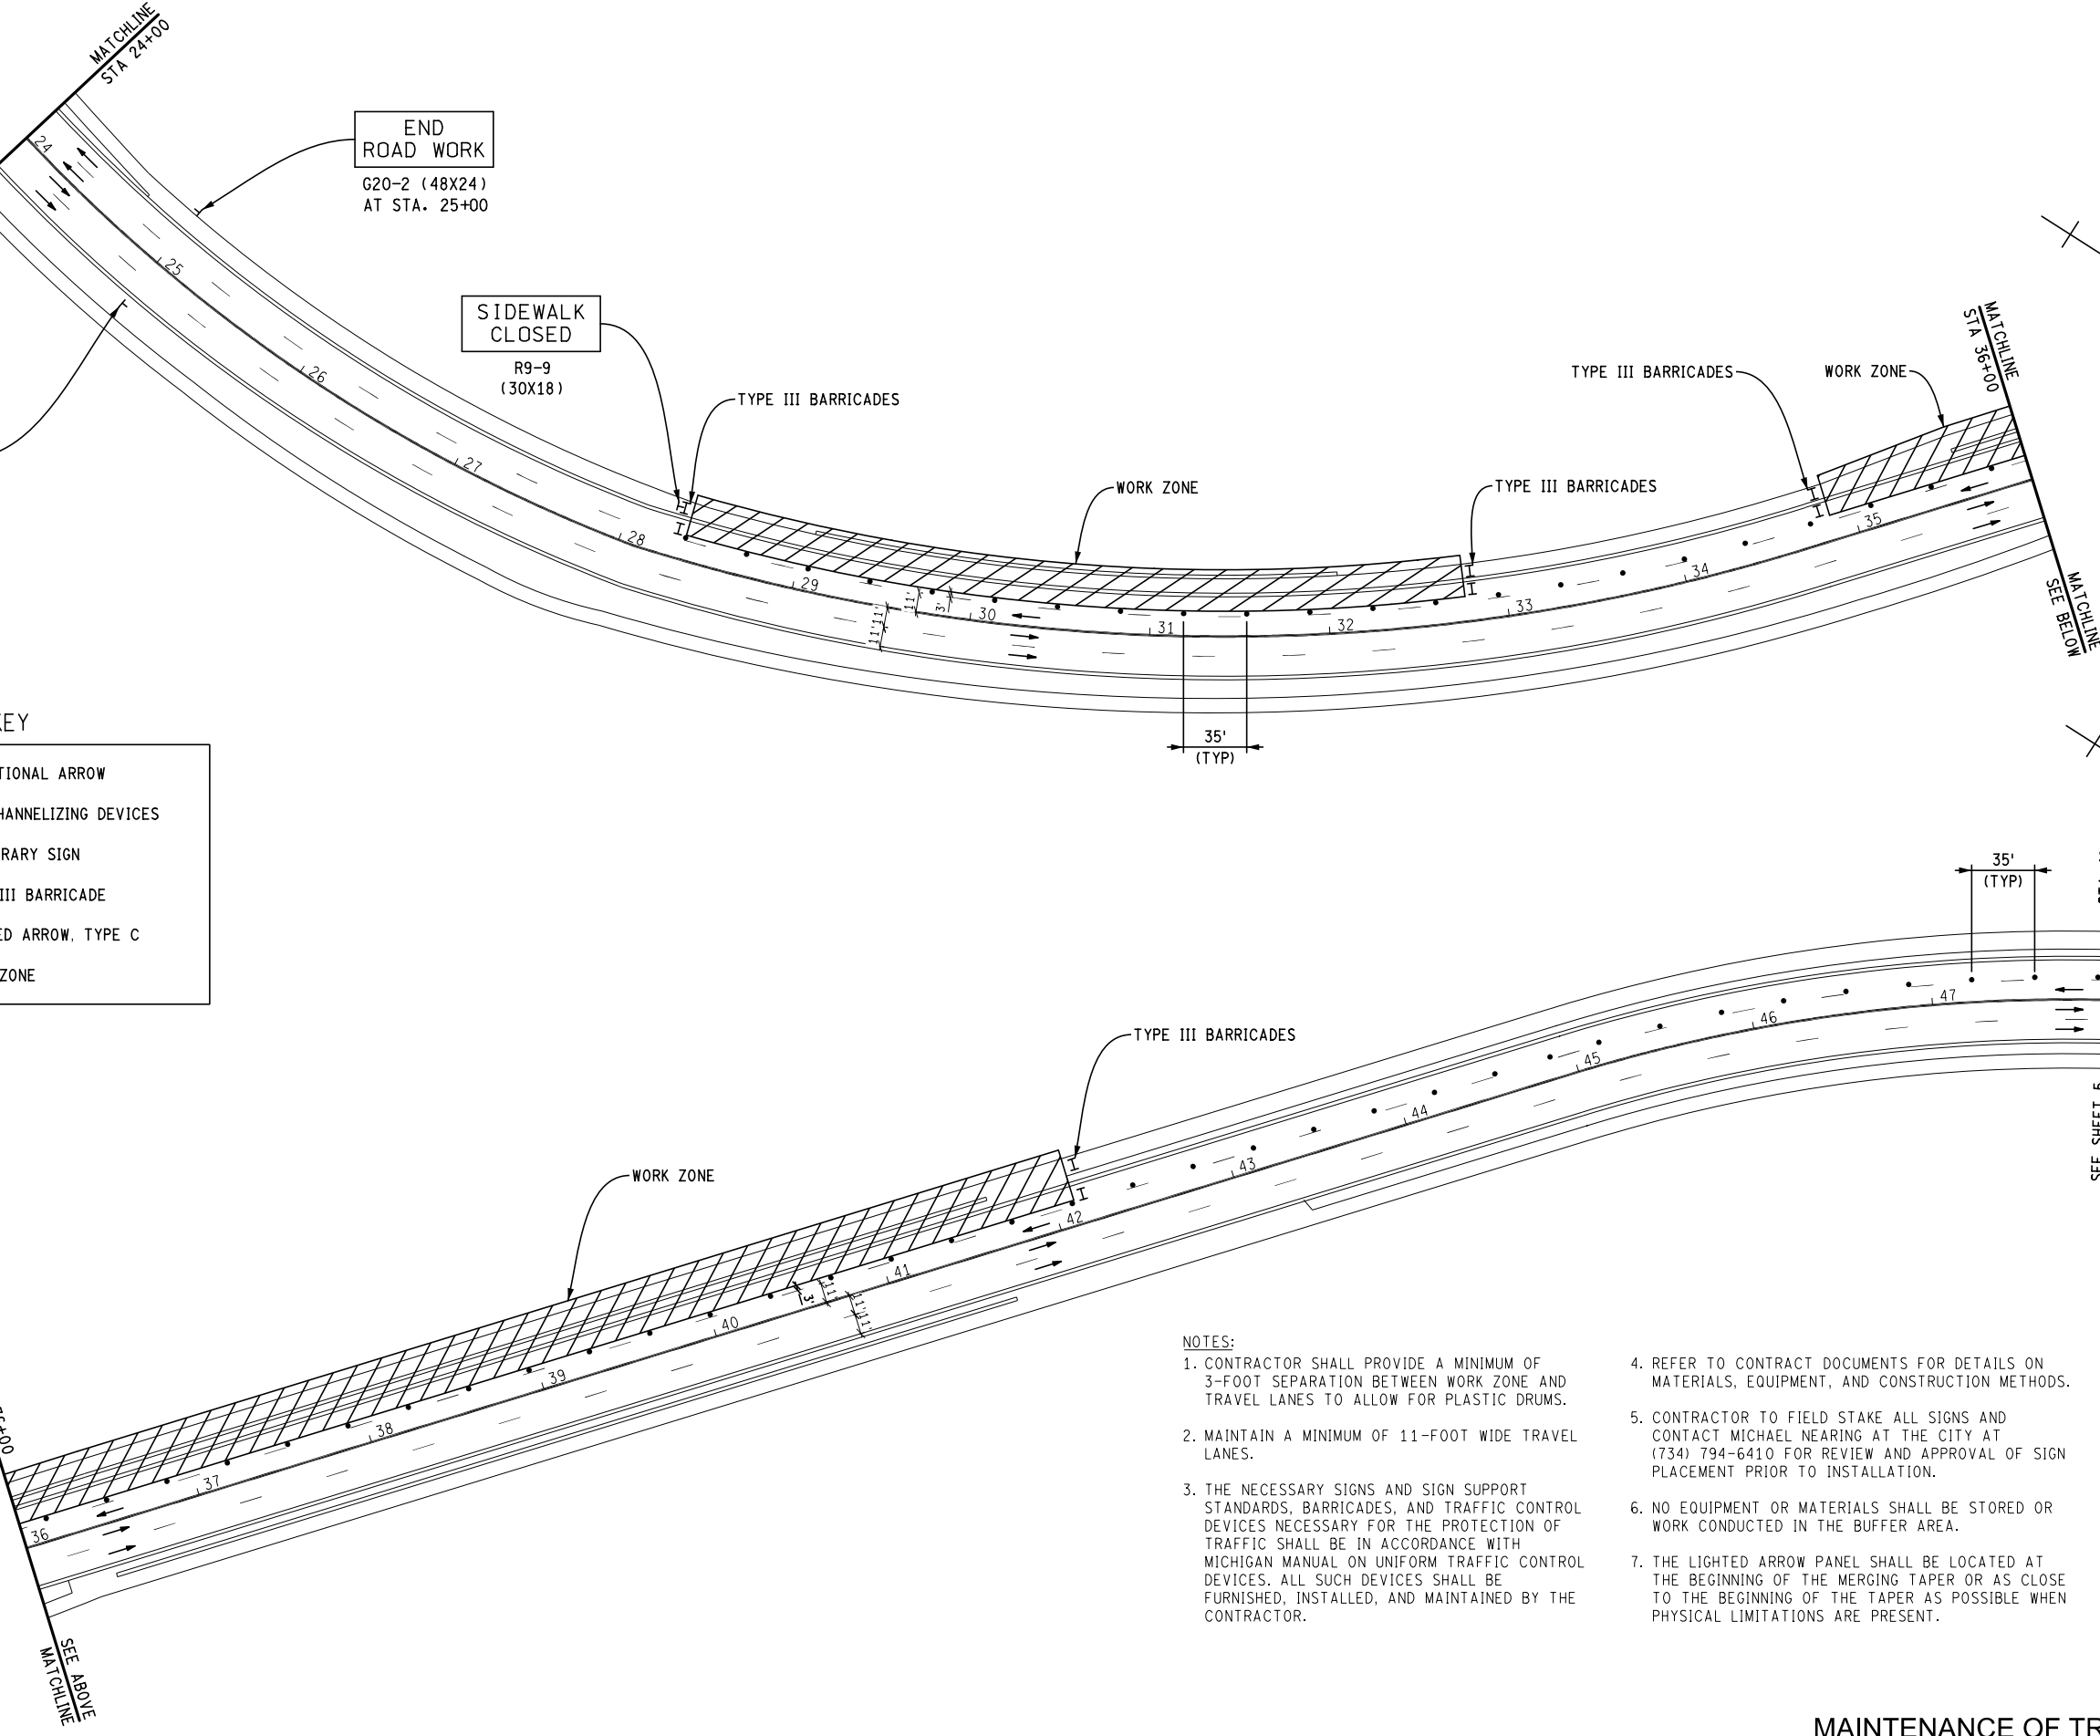 MATCHLINE
STA 24+00
END
ROAD WORK
G20-2 (48X24)
AT STA. 25+00
24
25
26
27
28
29
30
31
32
33
34
35
SIDEWALK
CLOSED
R9-9
(30X18)
TYPE III BARRICADES
WORK ZONE
TYPE III BARRICADES
TYPE III BARRICADES
WORK ZONE
MATCHLINE
STA 36+00
MATCHLINE
SEE BELOW
11'
3'
11'
11'
35'
(TYP)
KEY
TIONAL ARROW
HANNELIZING DEVICES
RARY SIGN
III BARRICADE
ED ARROW, TYPE C
ZONE
35'
(TYP)
TYPE III BARRICADES
WORK ZONE
36
37
38
39
40
41
42
43
44
45
46
47
3'
11'
11'
11'
SEE SHEET 5
36+00
SEE ABOVE
MATCHLINE
NOTES:
1. CONTRACTOR SHALL PROVIDE A MINIMUM OF
3-FOOT SEPARATION BETWEEN WORK ZONE AND
TRAVEL LANES TO ALLOW FOR PLASTIC DRUMS.
2. MAINTAIN A MINIMUM OF 11-FOOT WIDE TRAVEL
LANES.
3. THE NECESSARY SIGNS AND SIGN SUPPORT
STANDARDS, BARRICADES, AND TRAFFIC CONTROL
DEVICES NECESSARY FOR THE PROTECTION OF
TRAFFIC SHALL BE IN ACCORDANCE WITH
MICHIGAN MANUAL ON UNIFORM TRAFFIC CONTROL
DEVICES. ALL SUCH DEVICES SHALL BE
FURNISHED, INSTALLED, AND MAINTAINED BY THE
CONTRACTOR.
4. REFER TO CONTRACT DOCUMENTS FOR DETAILS ON
MATERIALS, EQUIPMENT, AND CONSTRUCTION METHODS.
5. CONTRACTOR TO FIELD STAKE ALL SIGNS AND
CONTACT MICHAEL NEARING AT THE CITY AT
(734) 794-6410 FOR REVIEW AND APPROVAL OF SIGN
PLACEMENT PRIOR TO INSTALLATION.
6. NO EQUIPMENT OR MATERIALS SHALL BE STORED OR
WORK CONDUCTED IN THE BUFFER AREA.
7. THE LIGHTED ARROW PANEL SHALL BE LOCATED AT
THE BEGINNING OF THE MERGING TAPER OR AS CLOSE
TO THE BEGINNING OF THE TAPER AS POSSIBLE WHEN
PHYSICAL LIMITATIONS ARE PRESENT.
MAINTENANCE OF TR